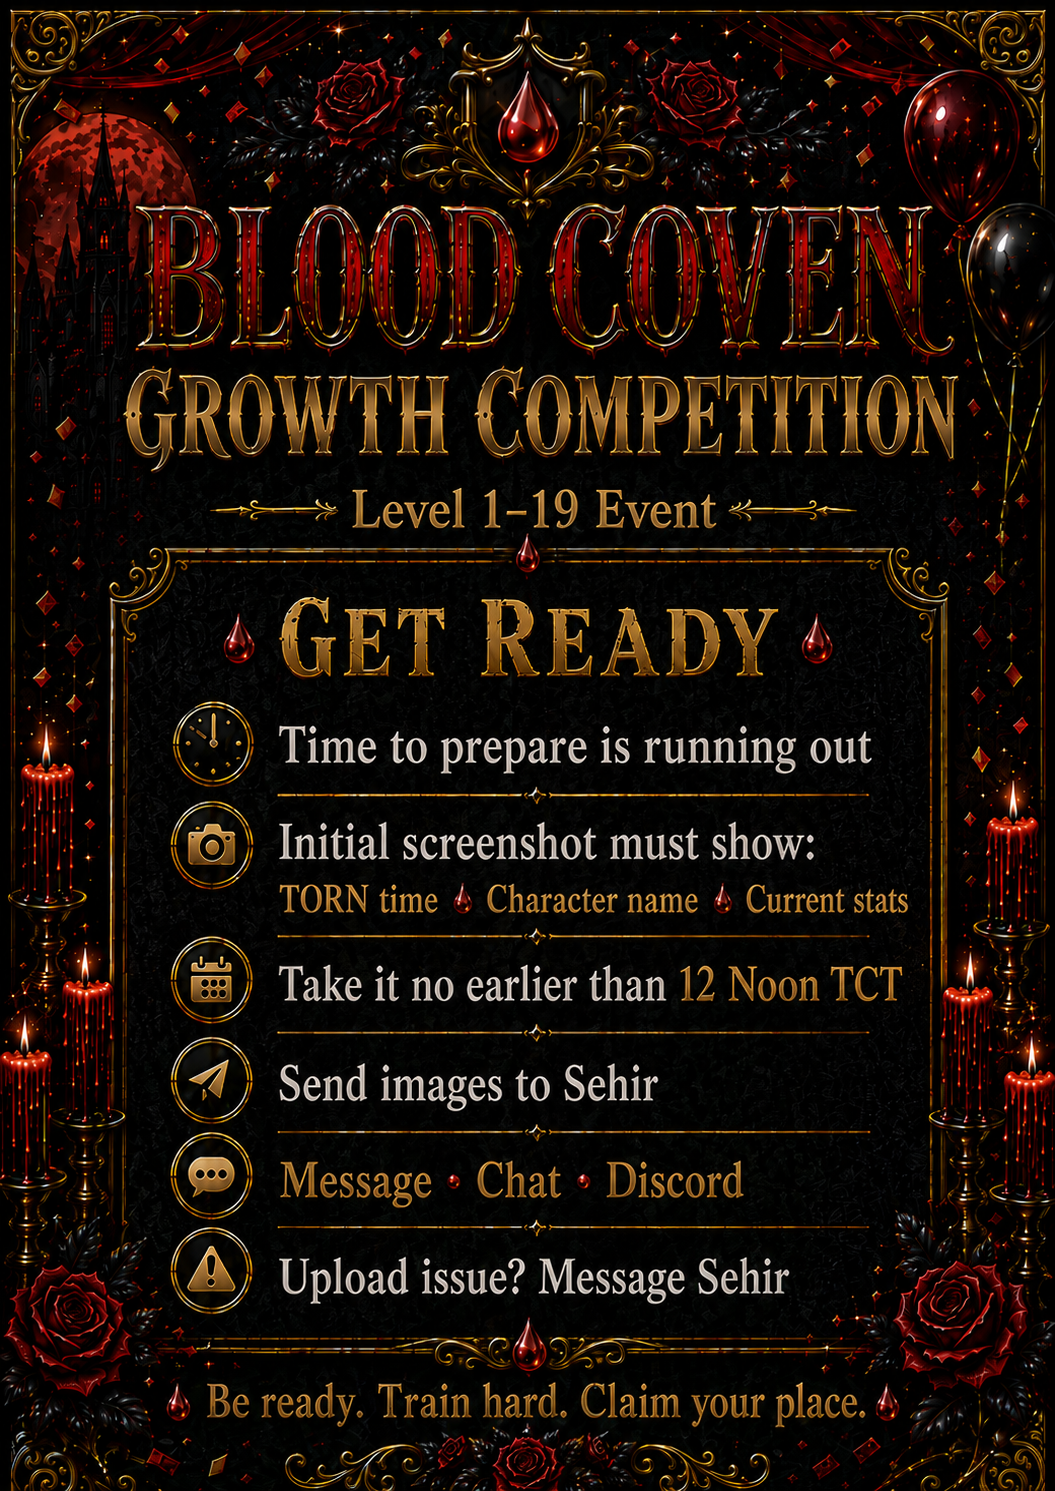 BLOOD COVEN
GROWTH COMPETITION
Level 1–19 Event
GET READY
Time to prepare is running out
Initial screenshot must show:
TORN time Character name Current stats
Take it no earlier than 12 Noon TCT
Send images to Sehir
Message • Chat • Discord
Upload issue? Message Sehir
Be ready. Train hard. Claim your place.